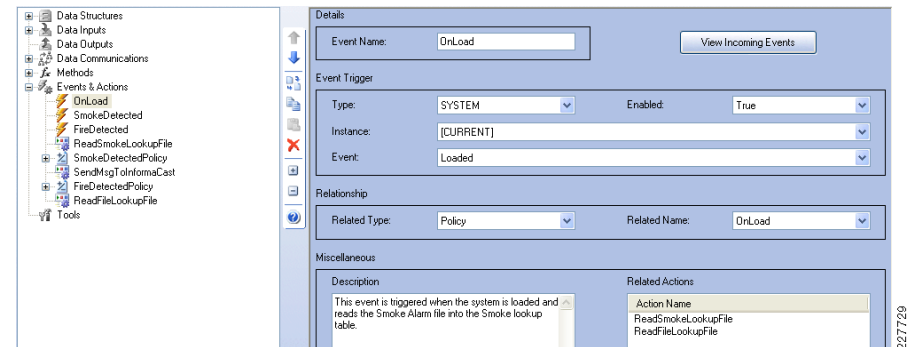 Data Structures
Data Inputs
Data Outputs
Data Communications
Methods
Events & Actions
OnLoad
SmokeDetected
FireDetected
ReadSmokeLookupFile
SmokeDetectedPolicy
SendMsgToInformaCast
FireDetectedPolicy
ReadFileLookupFile
Tools
Details
Event Name: OnLoad
View Incoming Events
Event Trigger
Type: SYSTEM Enabled: True
Instance: [CURRENT]
Event: Loaded
Relationship
Related Type: Policy Related Name: OnLoad
Miscellaneous
Description
This event is triggered when the system is loaded and
reads the Smoke Alarm file into the Smoke lookup
table.
Related Actions
Action Name
ReadSmokeLookupFile
ReadFileLookupFile
227729